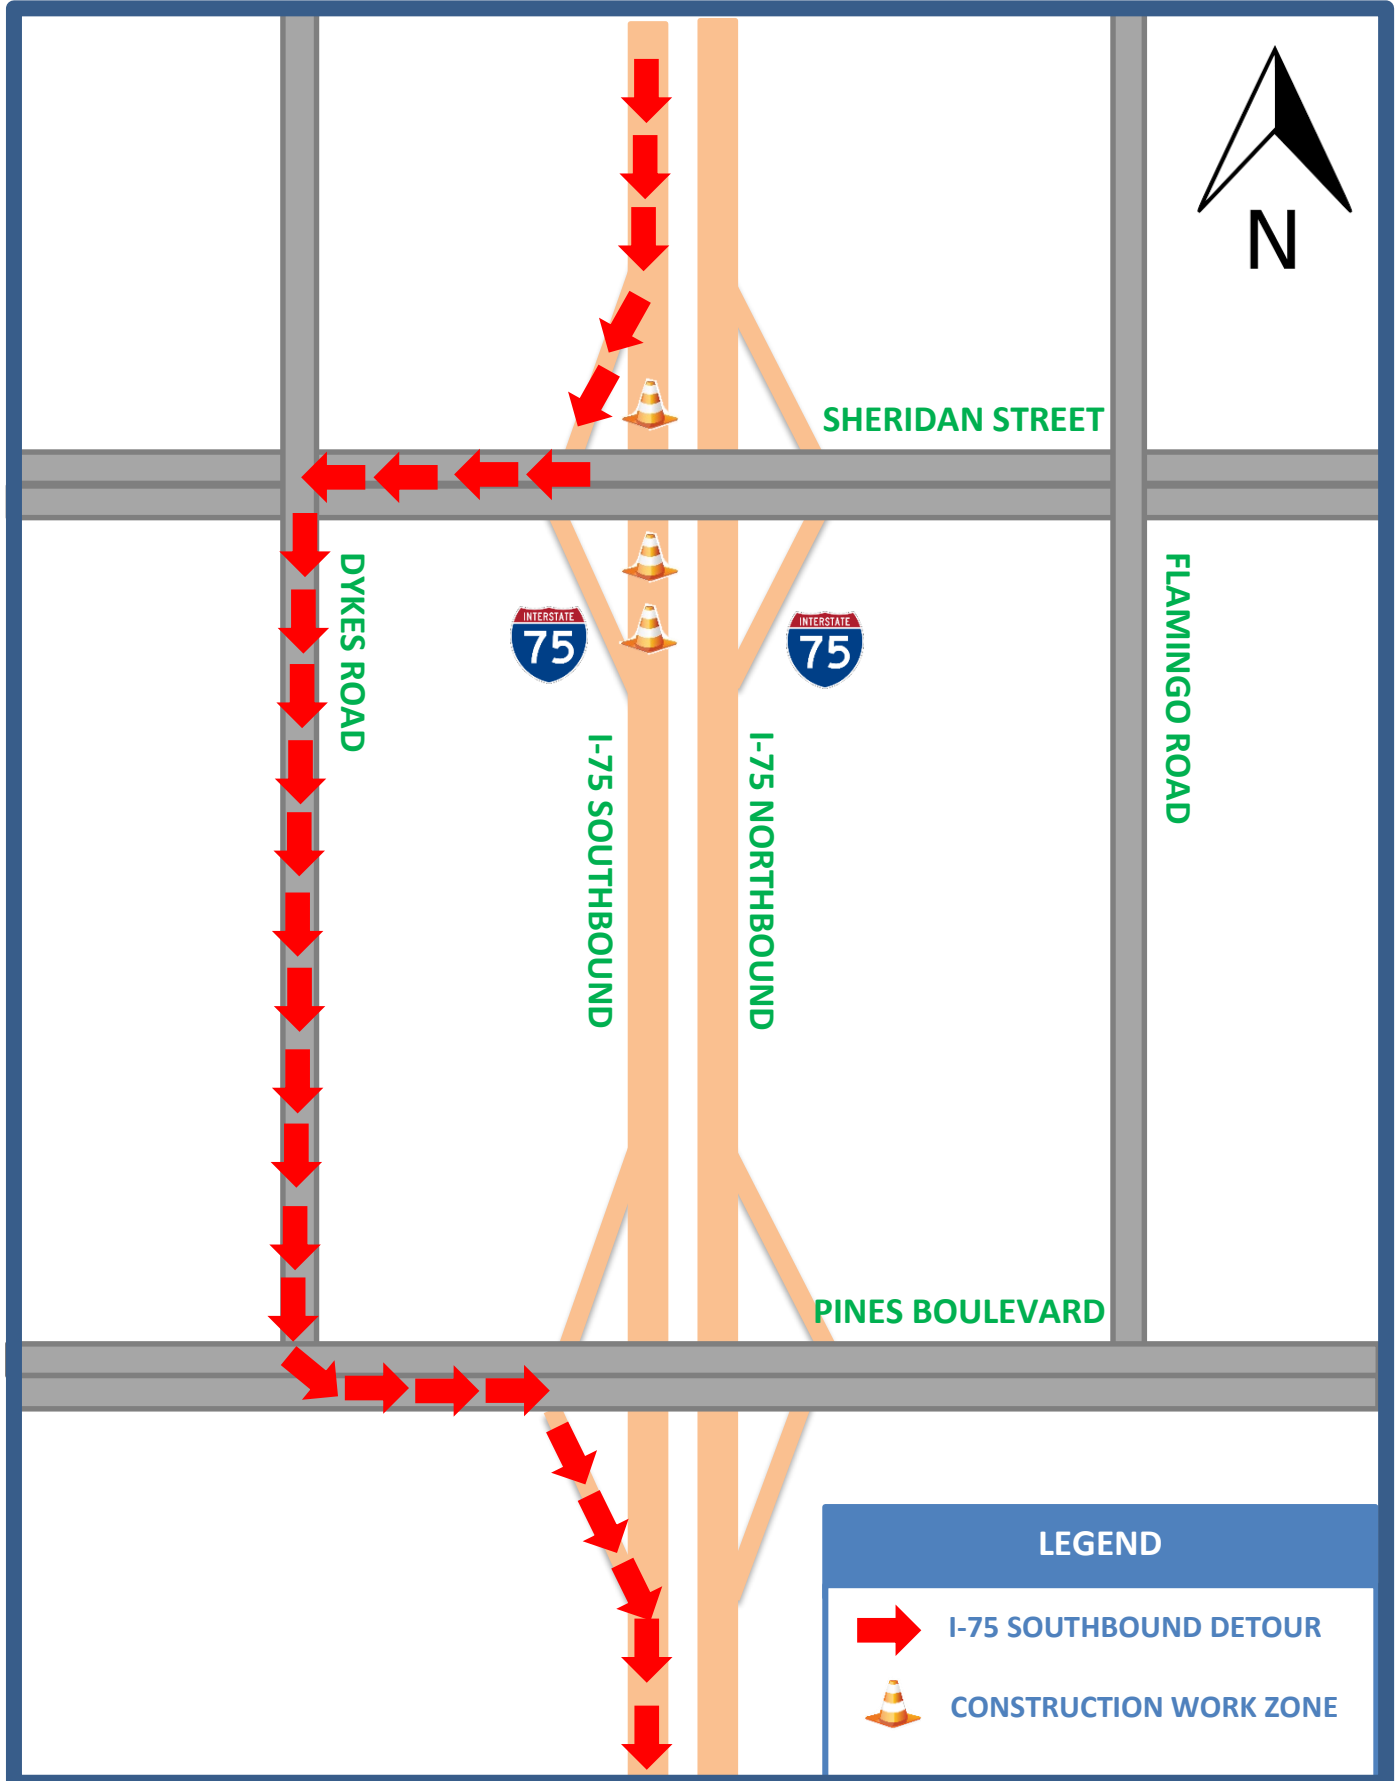 N
SHERIDAN STREET
DYKES ROAD
INTERSTATE
75
INTERSTATE
75
FLAMINGO ROAD
I-75 SOUTHBOUND
I-75 NORTHBOUND
PINES BOULEVARD
LEGEND
I-75 SOUTHBOUND DETOUR
CONSTRUCTION WORK ZONE